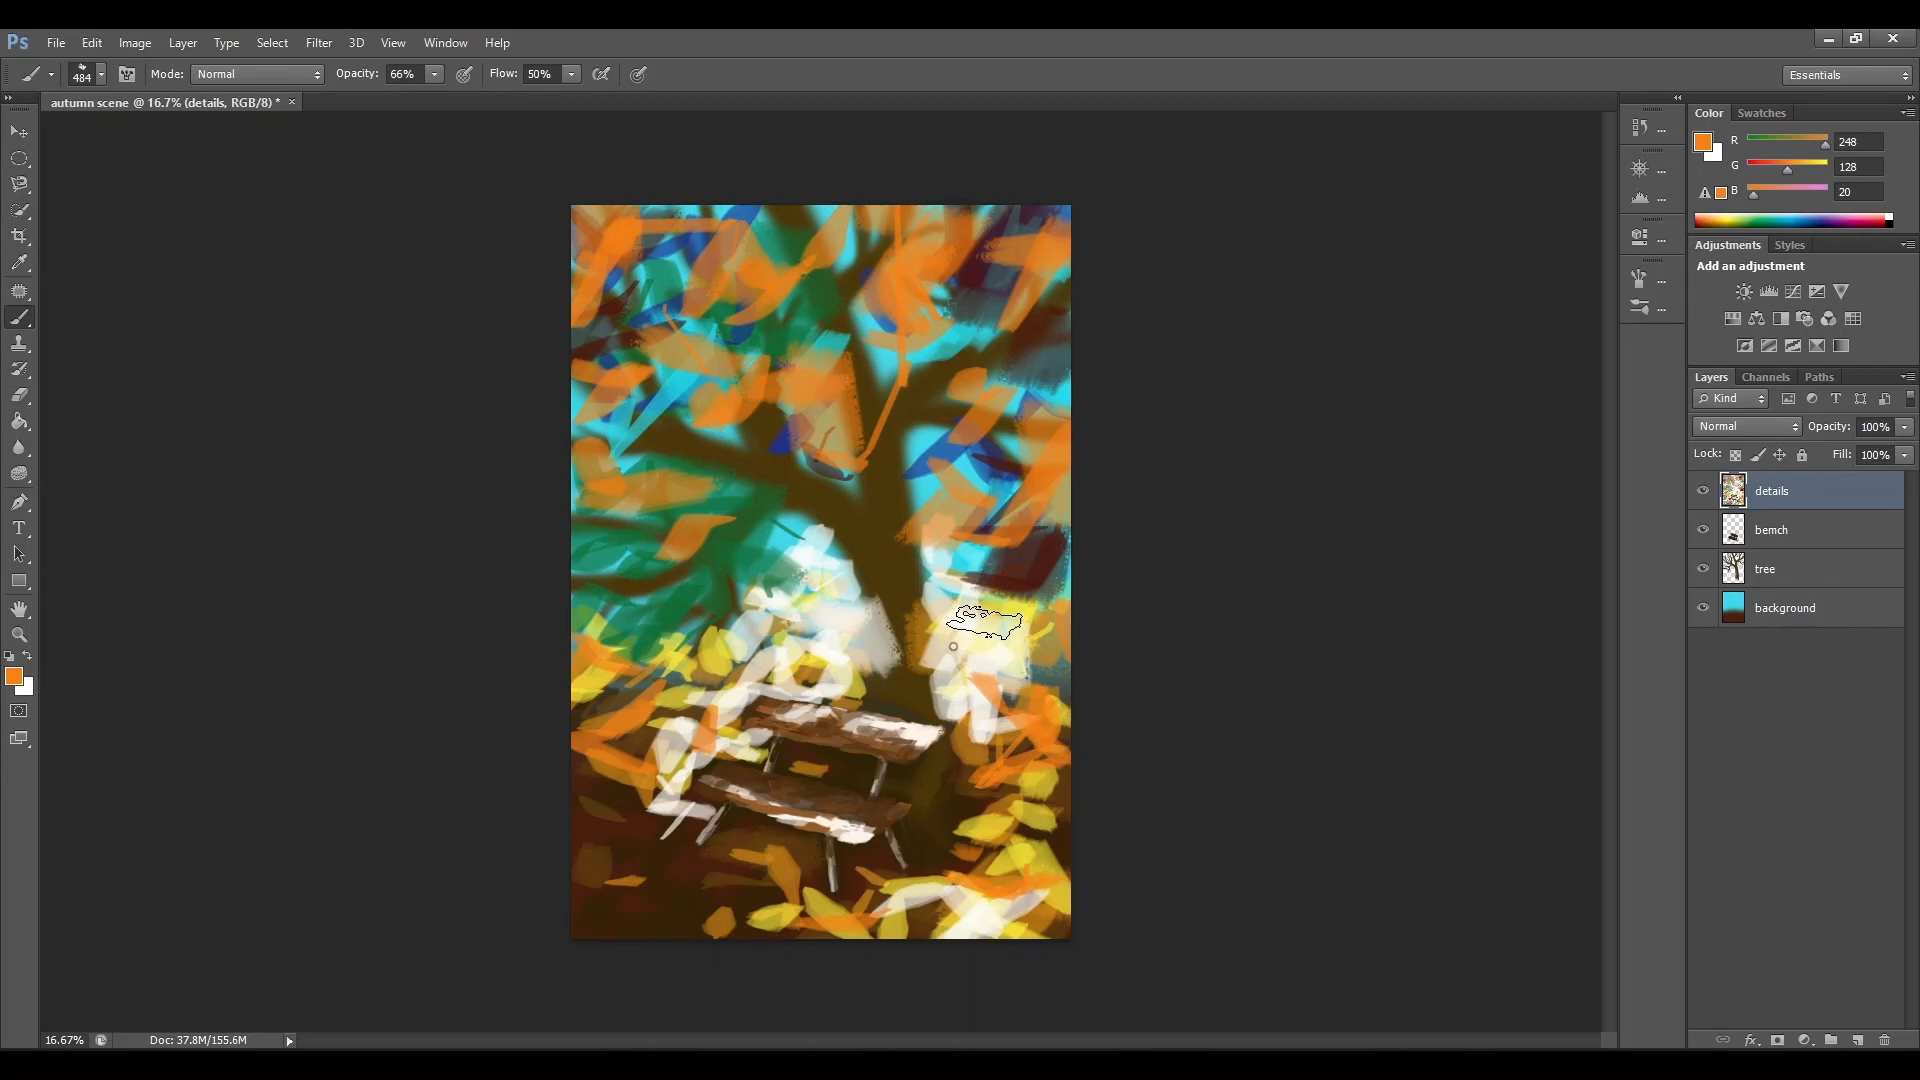 Ps File Edit Image Layer Type Select Filter 3D View Window Help
484 Mode: Normal Opacity: 66% Flow: 50% Essentials
autumn scene @ 16.7% (details, RGB/8) * ×
Color Swatches
R 248
G 128
B 20
Adjustments Styles
Add an adjustment
Layers Channels Paths
Kind
Normal Opacity: 100%
Lock: Fill: 100%
details
bemch
tree
background
16.67% Doc: 37.8M/155.6M